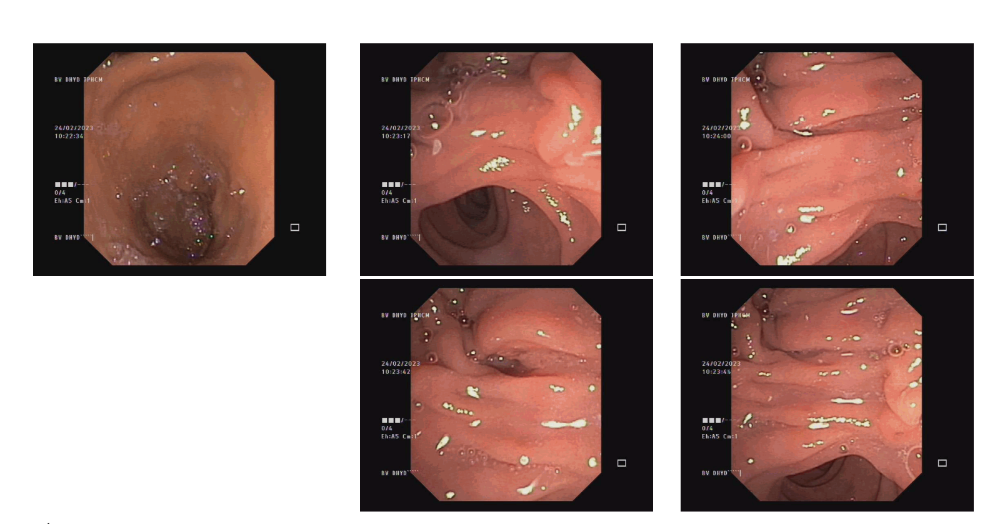 BV DHYD TPHCM
24/02/2023
10:22:34
0/4
Eh:A5 Cm:1
BV DHYD
BV DHYD TPHCM
24/02/2023
10:23:17
0/4
Eh:A5 Cm:1
BV DHYD
BV DHYD TPHCM
24/02/2023
10:24:00
0/4
Eh:A5
BV DHYD
BV DHYD TPHCM
24/02/2023
10:23:42
0/4
Eh:A5 Cm:1
BV DHYD
BV DHYD TPHCM
24/02/2023
0/4
Eh:A5 Cm:1
BV DHYD